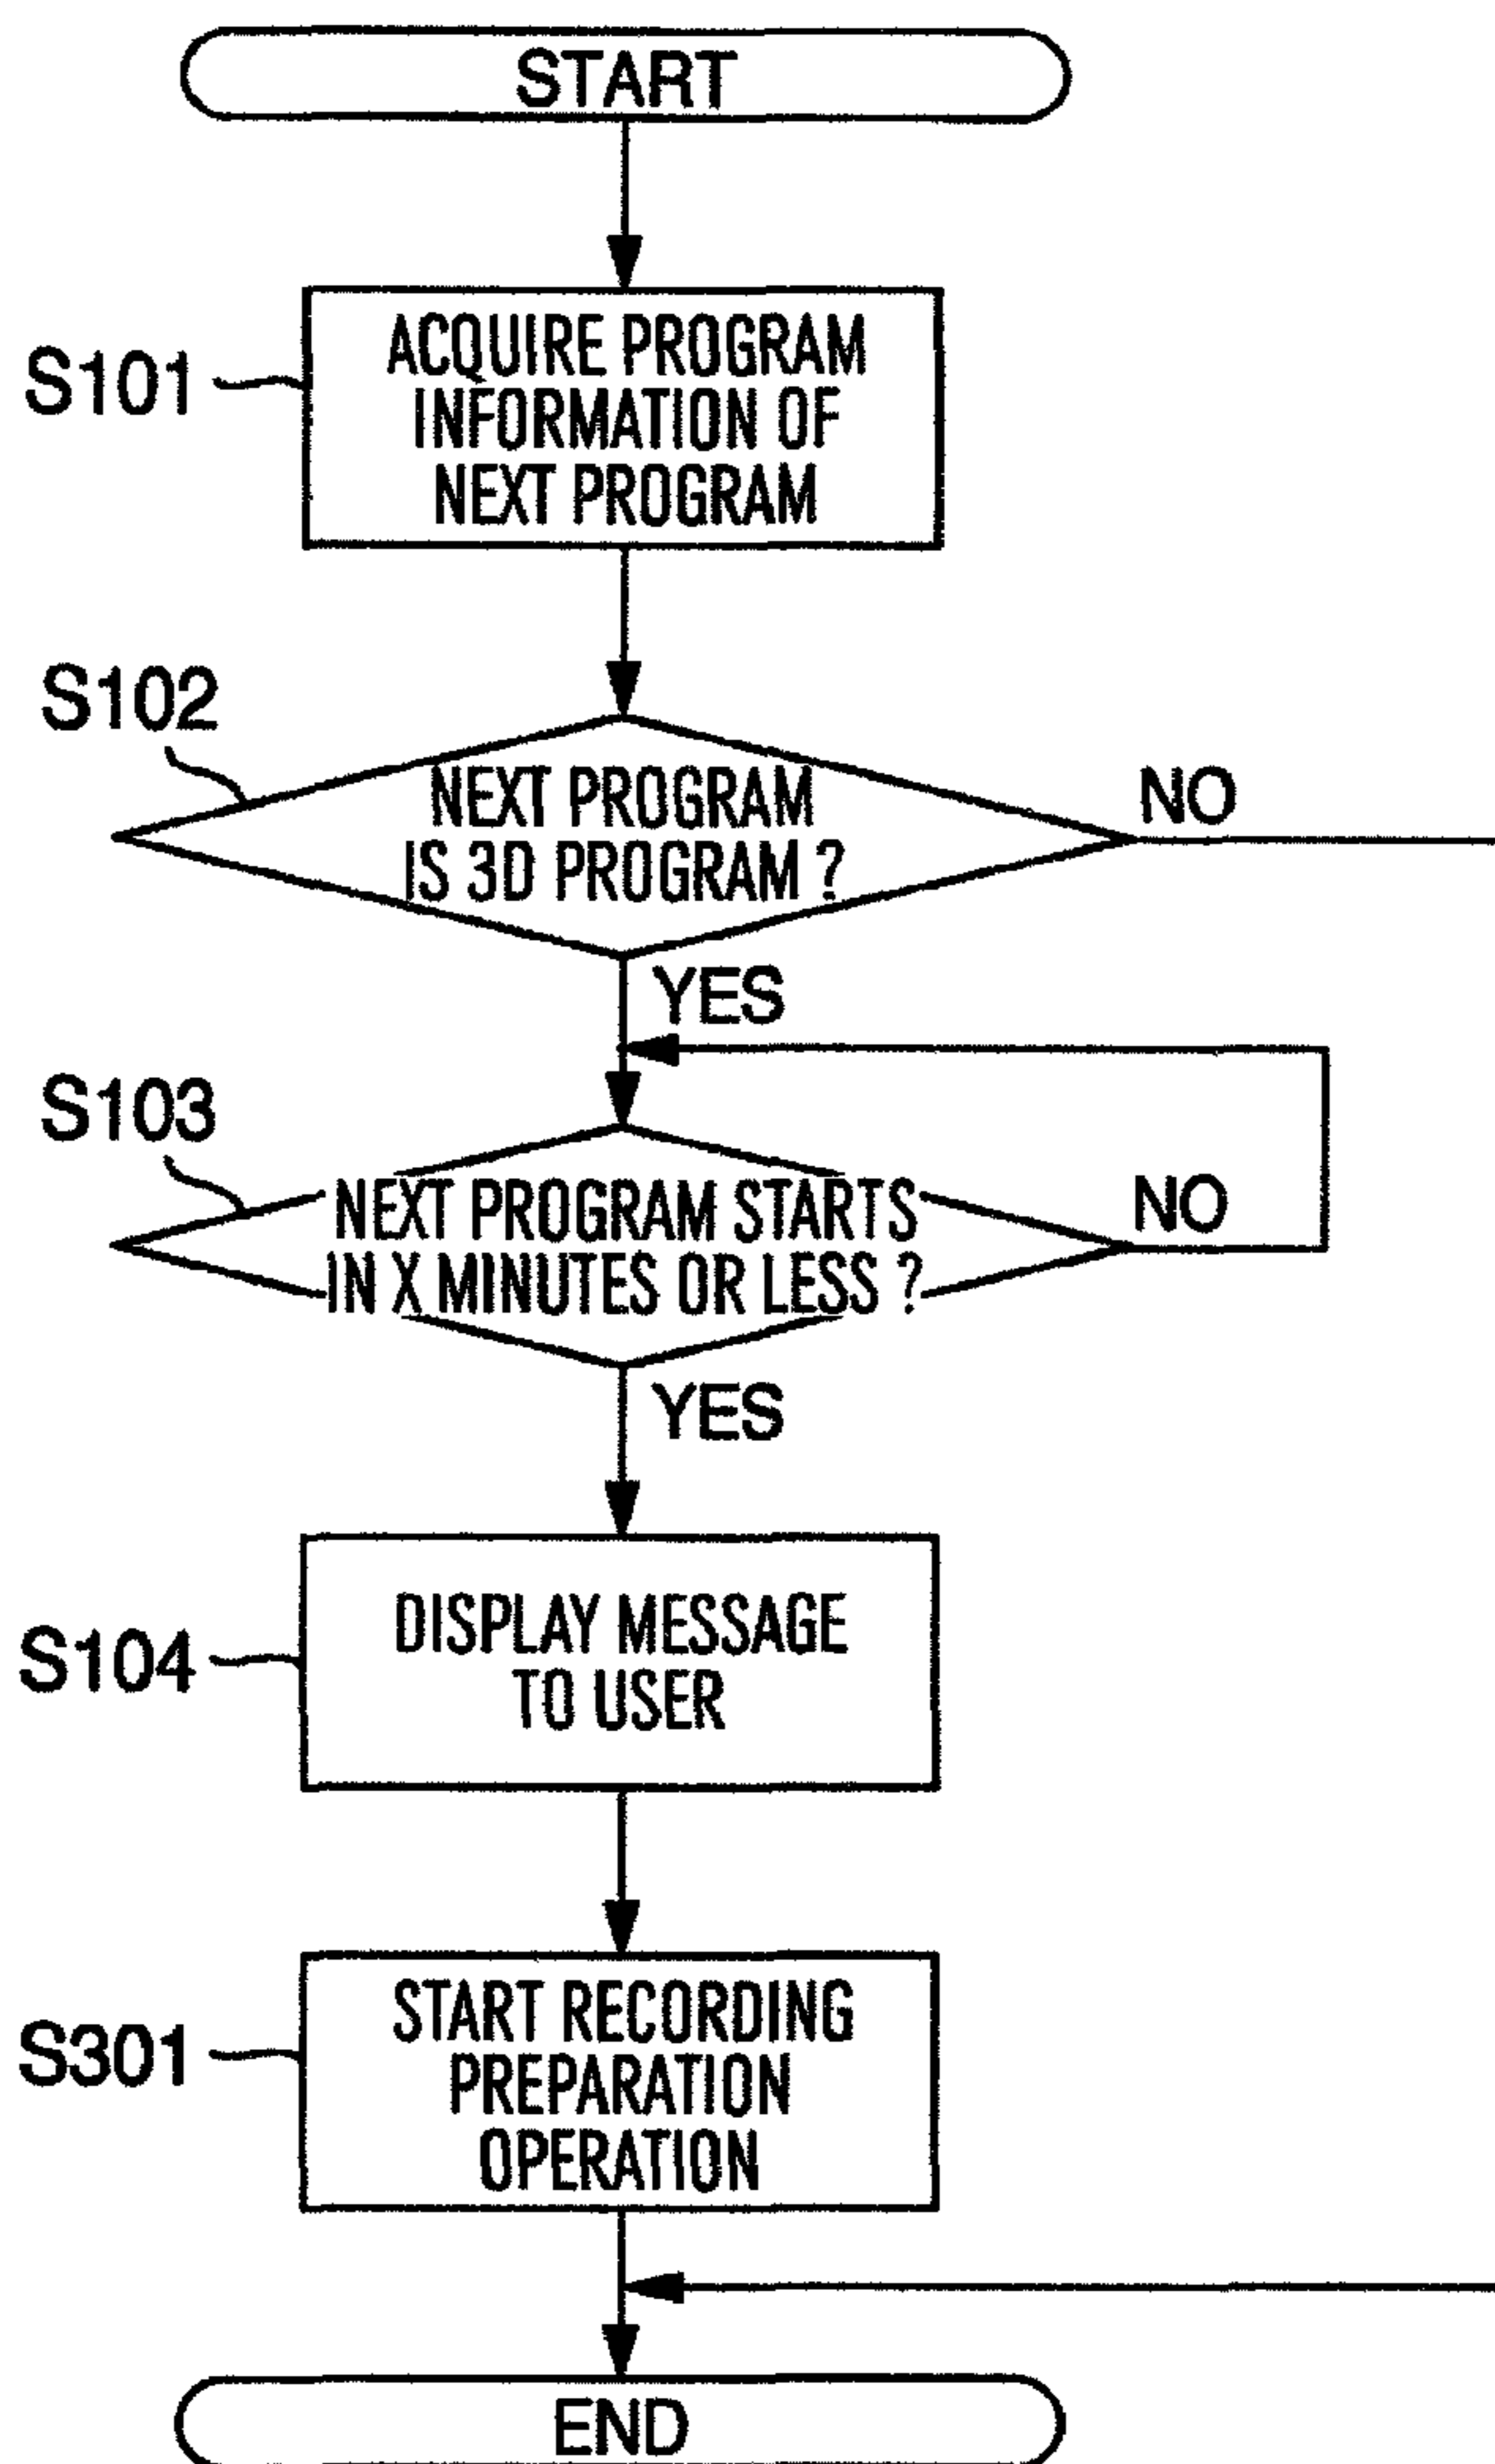 START
S101
ACQUIRE PROGRAM
INFORMATION OF
NEXT PROGRAM
S102
NEXT PROGRAM
IS 3D PROGRAM ?
NO
YES
S103
NEXT PROGRAM STARTS
IN X MINUTES OR LESS ?
NO
YES
S104
DISPLAY MESSAGE
TO USER
S301
START RECORDING
PREPARATION
OPERATION
END